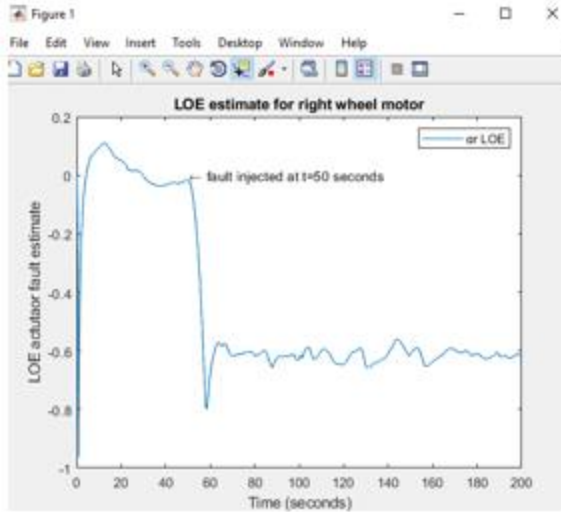 Figure 1
File Edit View Insert Tools Desktop Window Help
LOE estimate for right wheel motor
0.2
or LOE
0
← fault injected at t=50 seconds
-0.2
-0.4
-0.6
-0.8
-1
LOE actutaor fault estimate
0 20 40 60 80 100 120 140 160 180 200
Time (seconds)